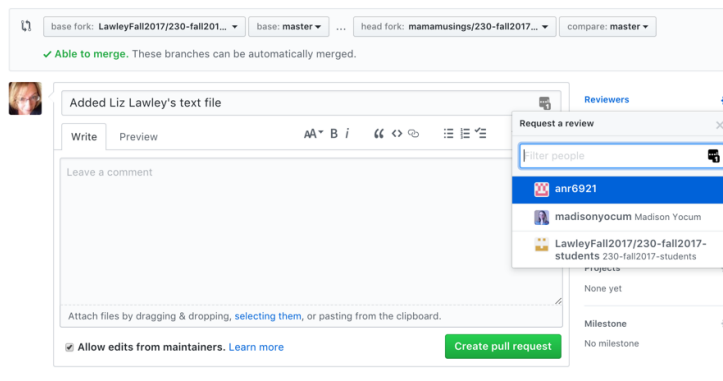 base fork: LawleyFall2017/230-fall201... base: master ... head fork: mamamusings/230-fall2017... compare: master
Able to merge. These branches can be automatically merged.
Added Liz Lawley's text file
Reviewers
Write Preview AA B i
Request a review
Filter people
Leave a comment
anr6921
madisonyocum Madison Yocum
LawleyFall2017/230-fall2017-
students 230-fall2017-students
Projects
None yet
Attach files by dragging & dropping, selecting them, or pasting from the clipboard.
Milestone
Allow edits from maintainers. Learn more Create pull request
No milestone